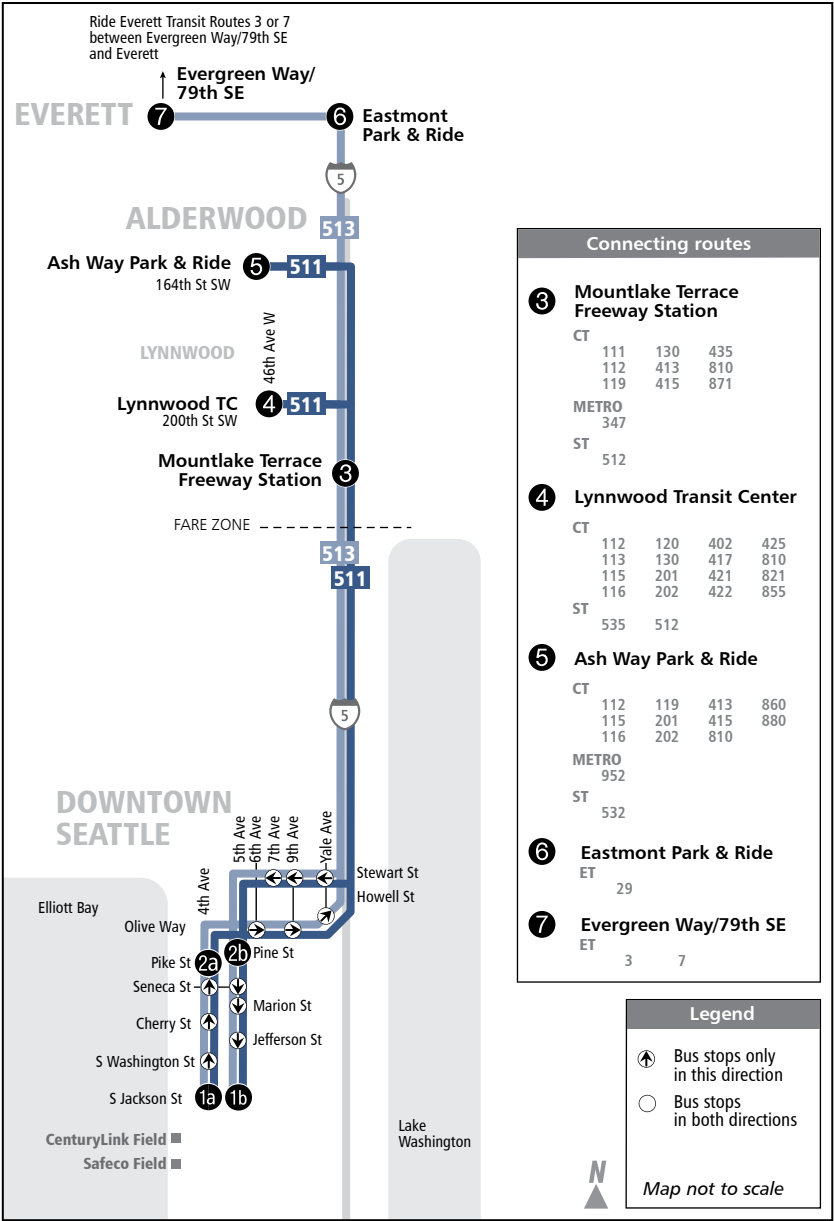 Ride Everett Transit Routes 3 or 7
between Evergreen Way/79th SE
and Everett
Evergreen Way/
79th SE
EVERETT
7
6
Eastmont
Park & Ride
5
ALDERWOOD
513
Ash Way Park & Ride
5
511
164th St SW
46th Ave W
LYNNWOOD
Lynnwood TC
4
511
200th St SW
Mountlake Terrace
Freeway Station
3
FARE ZONE
513
511
5
DOWNTOWN
SEATTLE
4th Ave
5th Ave
6th Ave
7th Ave
9th Ave
Yale Ave
Stewart St
Howell St
Elliott Bay
Olive Way
Pike St
2a
2b
Pine St
Seneca St
Marion St
Cherry St
Jefferson St
S Washington St
S Jackson St
1a
1b
CenturyLink Field
Safeco Field
Lake
Washington
Connecting routes
3 Mountlake Terrace
Freeway Station
CT
111 130 435
112 413 810
119 415 871
METRO
347
ST
512
4 Lynnwood Transit Center
CT
112 120 402 425
113 130 417 810
115 201 421 821
116 202 422 855
ST
535 512
5 Ash Way Park & Ride
CT
112 119 413 860
115 201 415 880
116 202 810
METRO
952
ST
532
6 Eastmont Park & Ride
ET
29
7 Evergreen Way/79th SE
ET
3 7
Legend
Bus stops only
in this direction
Bus stops
in both directions
N
Map not to scale